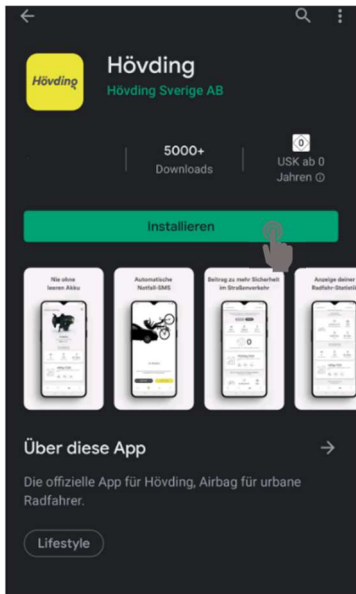 Hövding
Hövding
Hövding Sverige AB
5000+
Downloads
0
USK ab 0
Jahren
Installieren
Nie ohne
leeren Akku
Automatische
Notfall-SMS
Beitrag zu mehr Sicherheit
im Straßenverkehr
Anzeige deiner
Radfahr-Statistik
Über diese App
Die offizielle App für Hövding, Airbag für urbane
Radfahrer.
Lifestyle